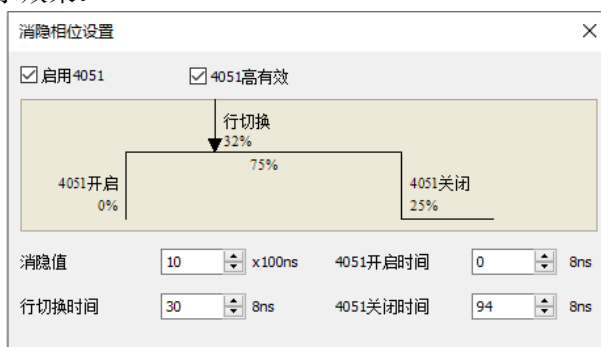 消隐相位设置
启用4051
4051高有效
行切换
32%
75%
4051开启
0%
4051关闭
25%
消隐值 10 x100ns 4051开启时间 0 8ns
行切换时间 30 8ns 4051关闭时间 94 8ns